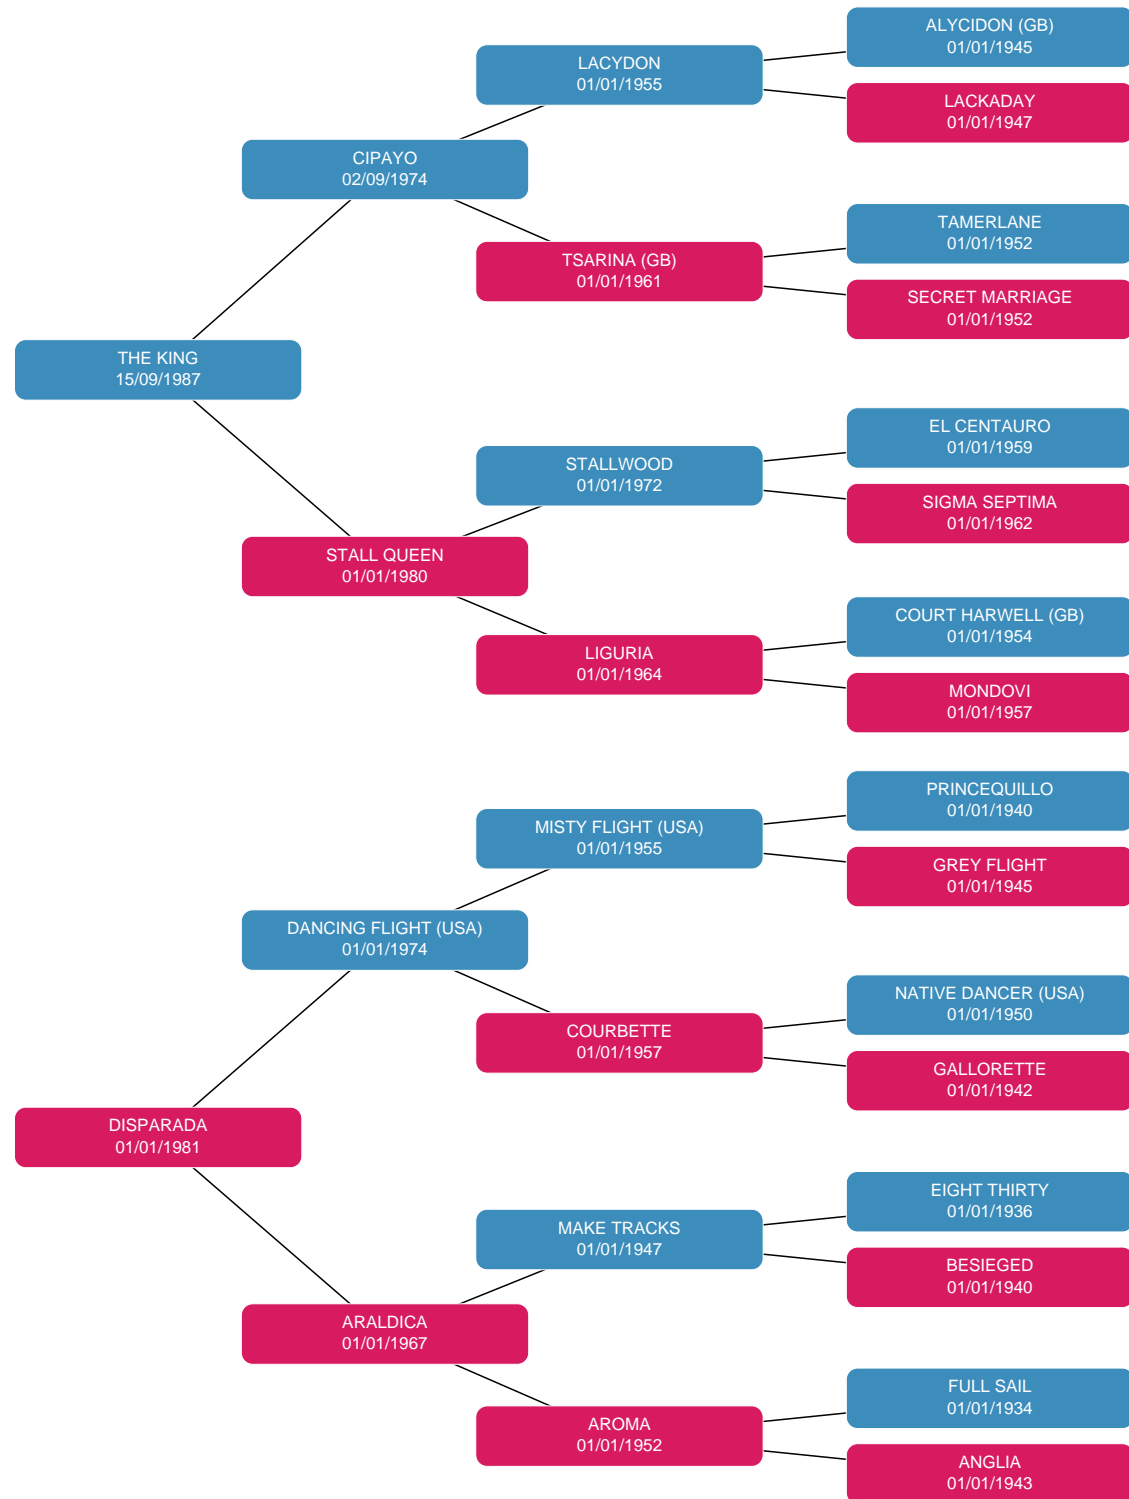 ALYCIDON (GB)
01/01/1945
LACYDON
01/01/1955
LACKADAY
01/01/1947
CIPAYO
02/09/1974
TAMERLANE
01/01/1952
TSARINA (GB)
01/01/1961
SECRET MARRIAGE
01/01/1952
THE KING
15/09/1987
EL CENTAURO
01/01/1959
STALLWOOD
01/01/1972
SIGMA SEPTIMA
01/01/1962
STALL QUEEN
01/01/1980
COURT HARWELL (GB)
01/01/1954
LIGURIA
01/01/1964
MONDOVI
01/01/1957
PRINCEQUILLO
01/01/1940
MISTY FLIGHT (USA)
01/01/1955
GREY FLIGHT
01/01/1945
DANCING FLIGHT (USA)
01/01/1974
NATIVE DANCER (USA)
01/01/1950
COURBETTE
01/01/1957
GALLORETTE
01/01/1942
DISPARADA
01/01/1981
EIGHT THIRTY
01/01/1936
MAKE TRACKS
01/01/1947
BESIEGED
01/01/1940
ARALDICA
01/01/1967
FULL SAIL
01/01/1934
AROMA
01/01/1952
ANGLIA
01/01/1943